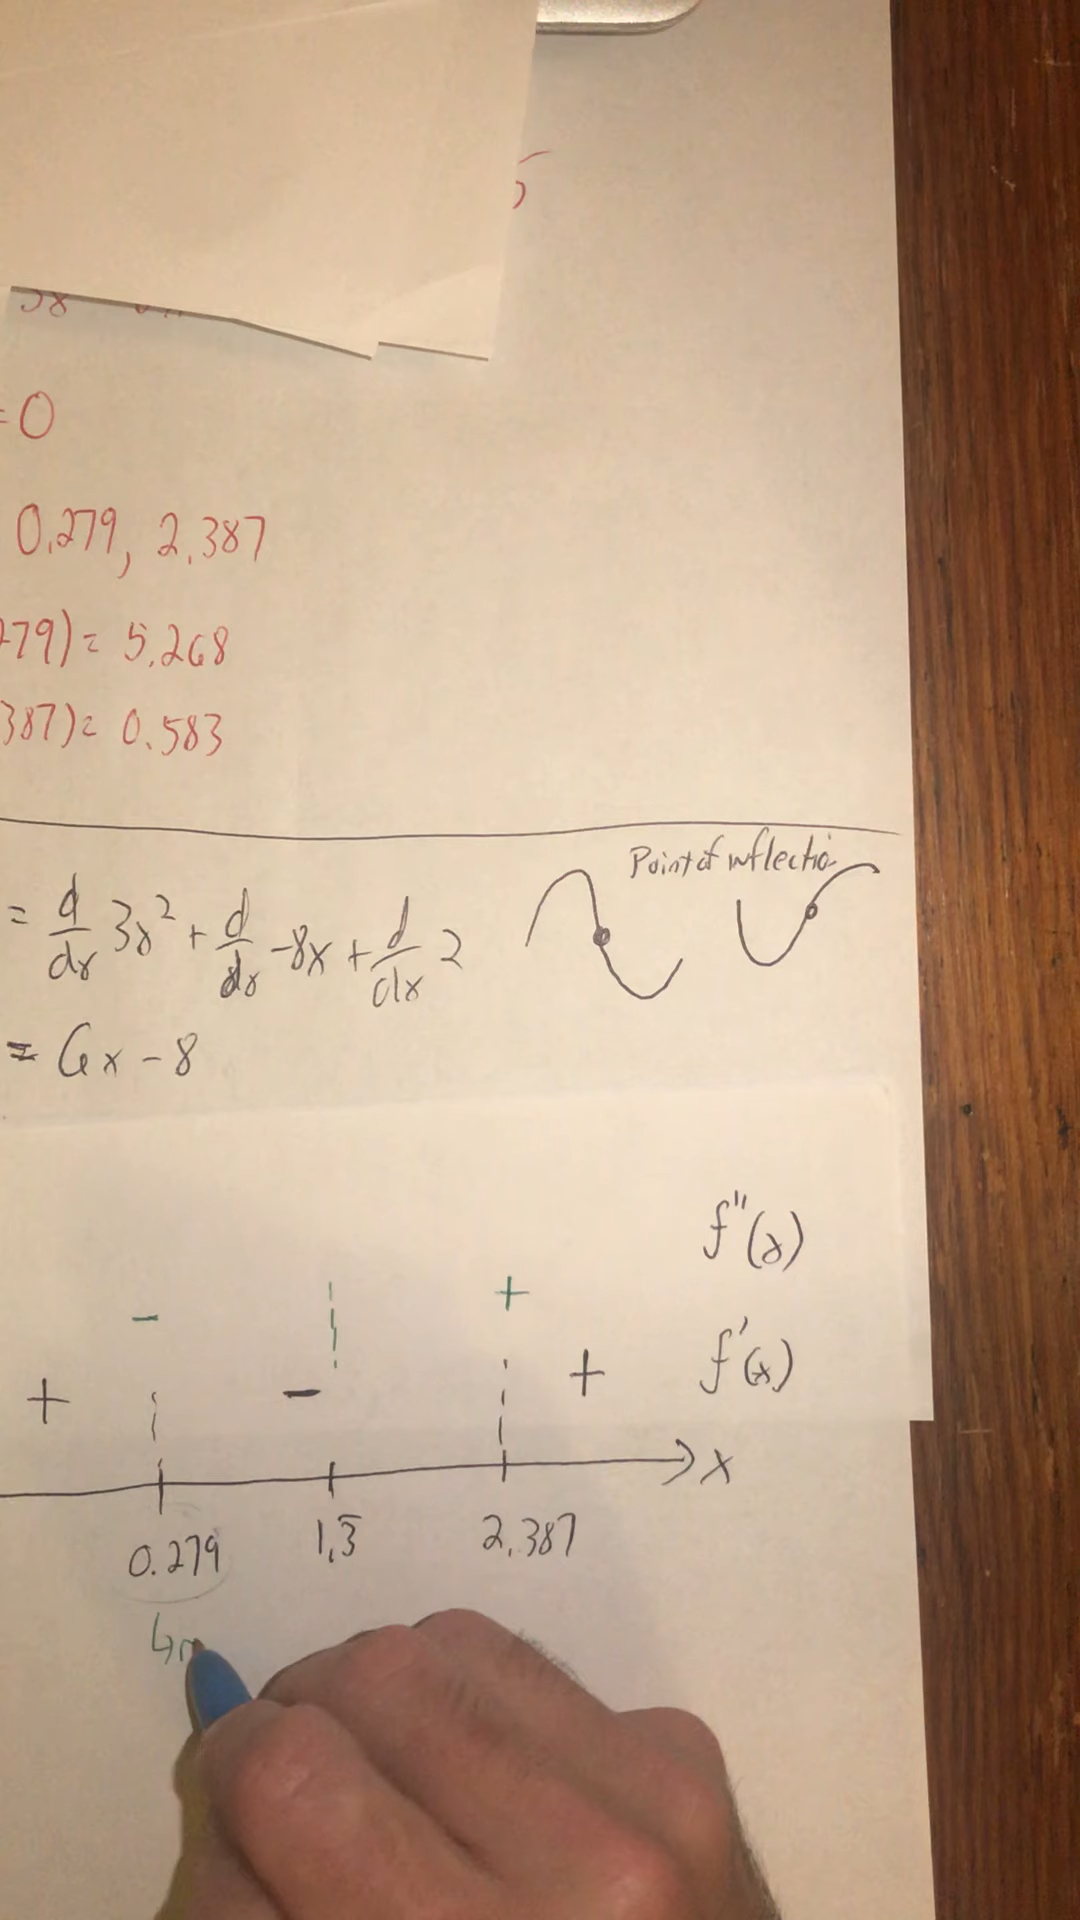 5
= 0
0.279, 2.387
279) = 5.268
387) = 0.583
Point of inflection
= d/dx 3x² + d/dx -8x + d/dx 2
= 6x - 8
f''(x)
- +
+ - + f'(x)
x
0.279 1.3̅ 2.387